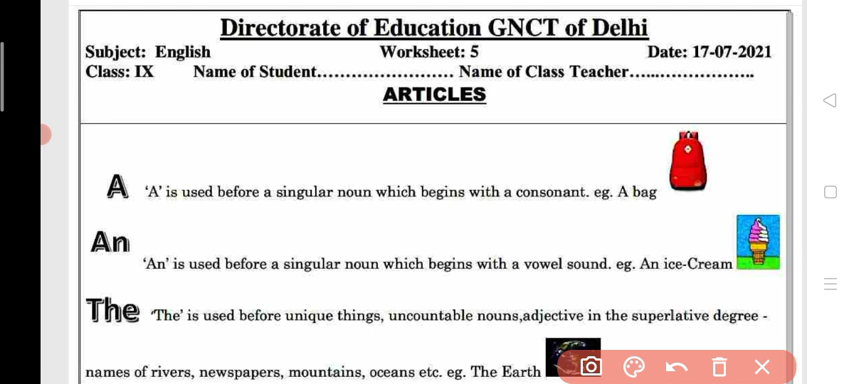 Directorate of Education GNCT of Delhi
Subject: English Worksheet: 5 Date: 17-07-2021
Class: IX Name of Student........................ Name of Class Teacher......................
ARTICLES
A 'A' is used before a singular noun which begins with a consonant. eg. A bag
An
'An' is used before a singular noun which begins with a vowel sound. eg. An ice-Cream
The 'The' is used before unique things, uncountable nouns,adjective in the superlative degree -
names of rivers, newspapers, mountains, oceans etc. eg. The Earth